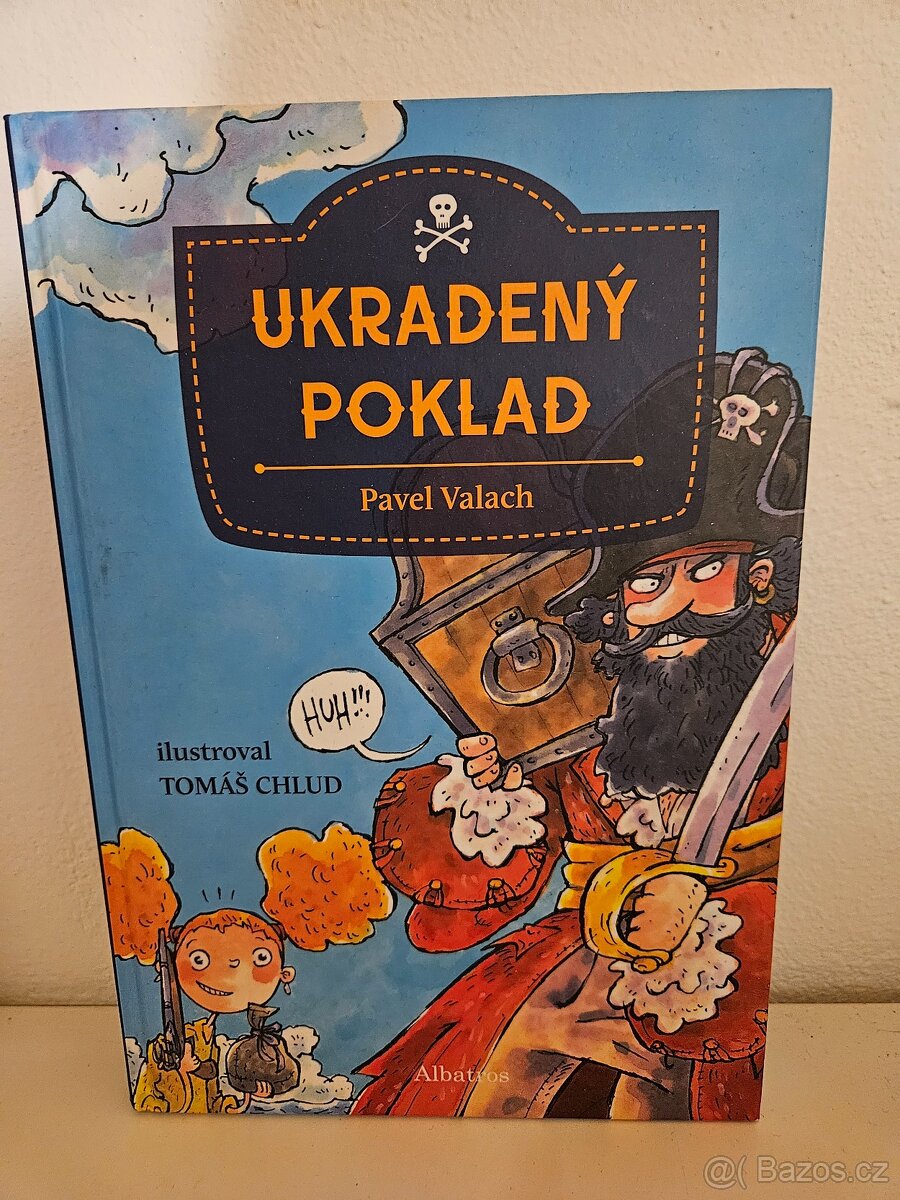 UKRADENÝ
POKLAD
Pavel Valach
HUH!!!
ilustroval
TOMÁŠ CHLUD
Albatros
@( Bazos.cz